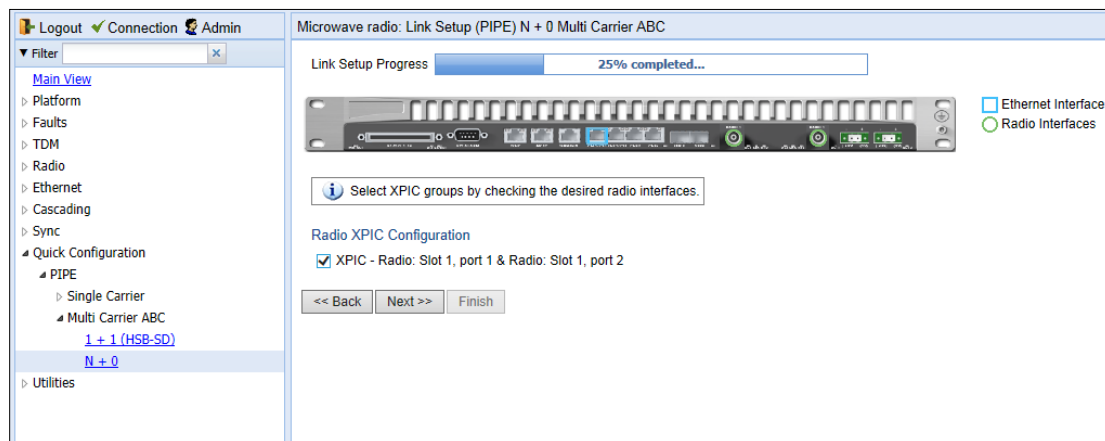 Logout Connection Admin
Filter
Main View
Platform
Faults
TDM
Radio
Ethernet
Cascading
Sync
Quick Configuration
PIPE
Single Carrier
Multi Carrier ABC
1 + 1 (HSB-SD)
N + 0
Utilities
Microwave radio: Link Setup (PIPE) N + 0 Multi Carrier ABC
Link Setup Progress 25% completed...
Ethernet Interface
Radio Interfaces
Select XPIC groups by checking the desired radio interfaces.
Radio XPIC Configuration
XPIC - Radio: Slot 1, port 1 & Radio: Slot 1, port 2
<< Back Next >> Finish